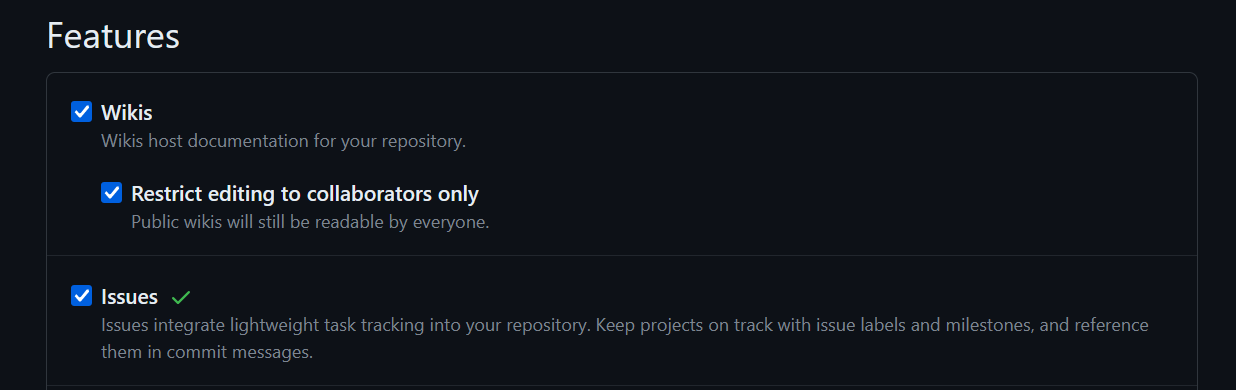 Features
Wikis
Wikis host documentation for your repository.
Restrict editing to collaborators only
Public wikis will still be readable by everyone.
Issues
Issues integrate lightweight task tracking into your repository. Keep projects on track with issue labels and milestones, and reference
them in commit messages.